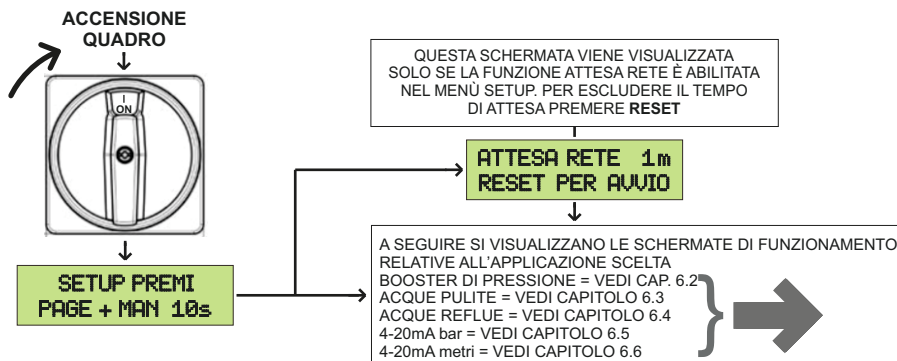 ACCENSIONE
QUADRO
I
ON
SETUP PREMI
PAGE + MAN 10s
QUESTA SCHERMATA VIENE VISUALIZZATA
SOLO SE LA FUNZIONE ATTESA RETE È ABILITATA
NEL MENÙ SETUP. PER ESCLUDERE IL TEMPO
DI ATTESA PREMERE RESET
ATTESA RETE 1m
RESET PER AVVIO
A SEGUIRE SI VISUALIZZANO LE SCHERMATE DI FUNZIONAMENTO
RELATIVE ALL'APPLICAZIONE SCELTA
BOOSTER DI PRESSIONE = VEDI CAP. 6.2
ACQUE PULITE = VEDI CAPITOLO 6.3
ACQUE REFLUE = VEDI CAPITOLO 6.4
4-20mA bar = VEDI CAPITOLO 6.5
4-20mA metri = VEDI CAPITOLO 6.6